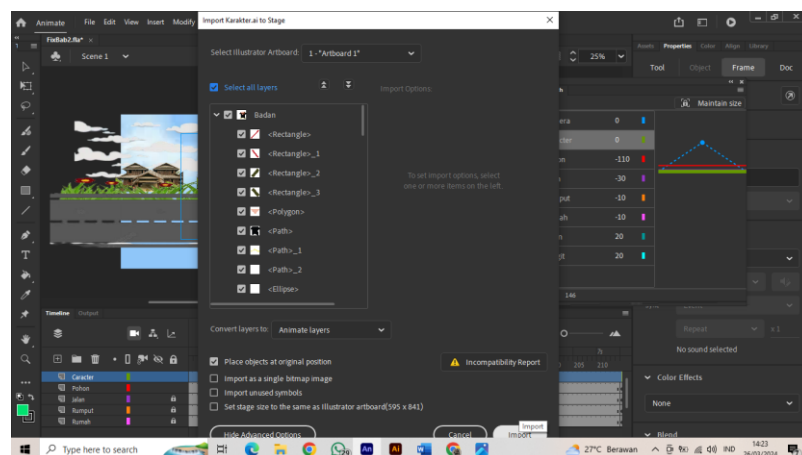 Animate File Edit View Insert Modify
Import Karakter.ai to Stage
FixBab2.fla*
Scene 1
25%
Assets Properties Color Align Library
Tool Object Frame Doc
Select Illustrator Artboard: 1 - "Artboard 1"
Select all layers
Import Options:
Badan
<Rectangle>
<Rectangle>_1
<Rectangle>_2
<Rectangle>_3
<Polygon>
<Path>
<Path>_1
<Path>_2
<Ellipse>
To set import options, select
one or more items on the left.
Maintain size
0
0
-110
-30
-10
-10
20
20
146
Convert layers to: Animate layers
Place objects at original position
Incompatibility Report
Import as a single bitmap image
Import unused symbols
Set stage size to the same as Illustrator artboard(595 x 841)
Hide Advanced Options
Cancel
Import
Import
Timeline Output
Caracter
Pohon
Jalan
Rumput
Rumah
205 210
Repeat x 1
No sound selected
Color Effects
None
Blend
Type here to search
27°C Berawan
IND
14:23
26/03/2024